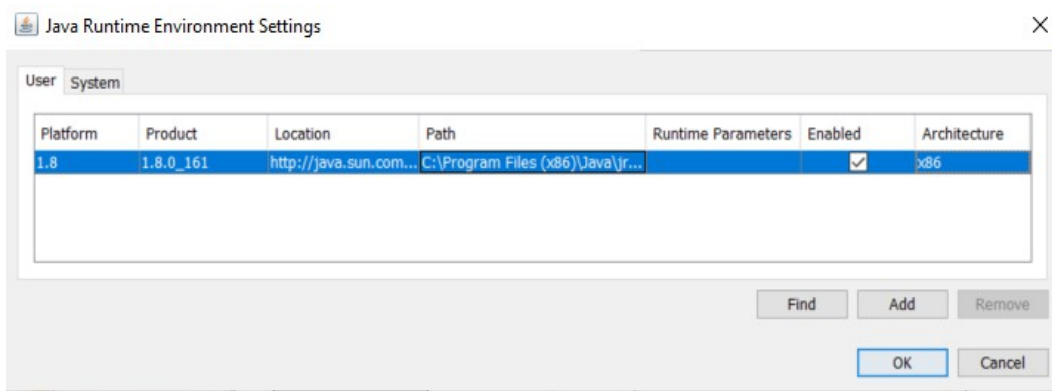 Java Runtime Environment Settings
User System
Platform Product Location Path Runtime Parameters Enabled Architecture
1.8 1.8.0_161 http://java.sun.com... C:\Program Files (x86)\Java\jr... x86
Find Add Remove
OK Cancel